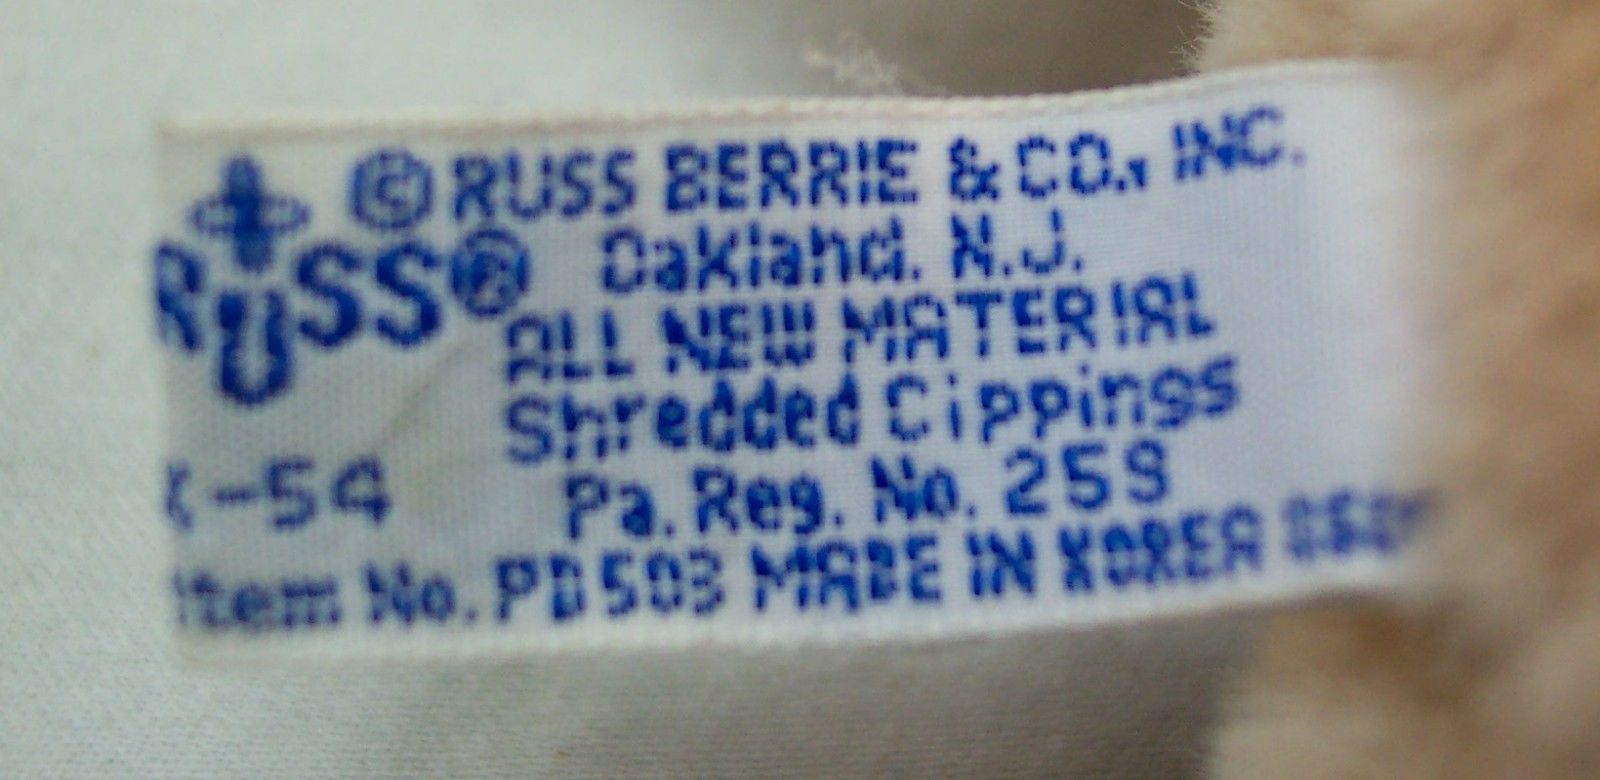 © RUSS BERRIE & CO., INC.
RUSS® Oakland, N.J.
ALL NEW MATERIAL
Shredded Cippings
-54 Pa. Reg. No. 259
Item No. PD503 MADE IN KOREA